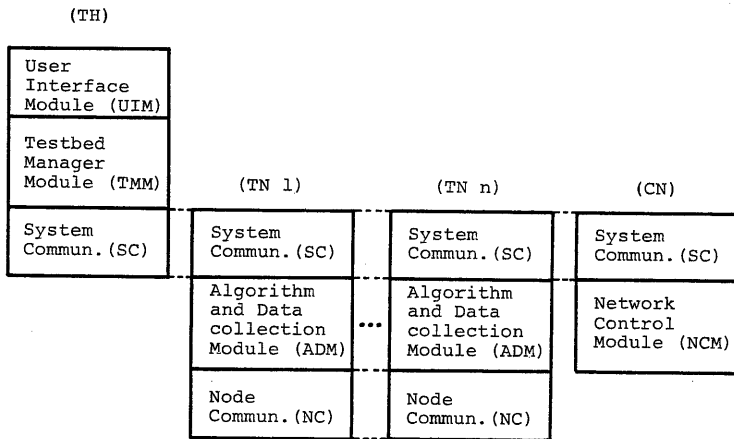 (TH)
User
Interface
Module (UIM)
Testbed
Manager
Module (TMM)
System
Commun.(SC)
(TN 1)
System
Commun.(SC)
Algorithm
and Data
collection
Module (ADM)
Node
Commun.(NC)
...
(TN n)
System
Commun.(SC)
Algorithm
and Data
collection
Module (ADM)
Node
Commun.(NC)
(CN)
System
Commun.(SC)
Network
Control
Module (NCM)